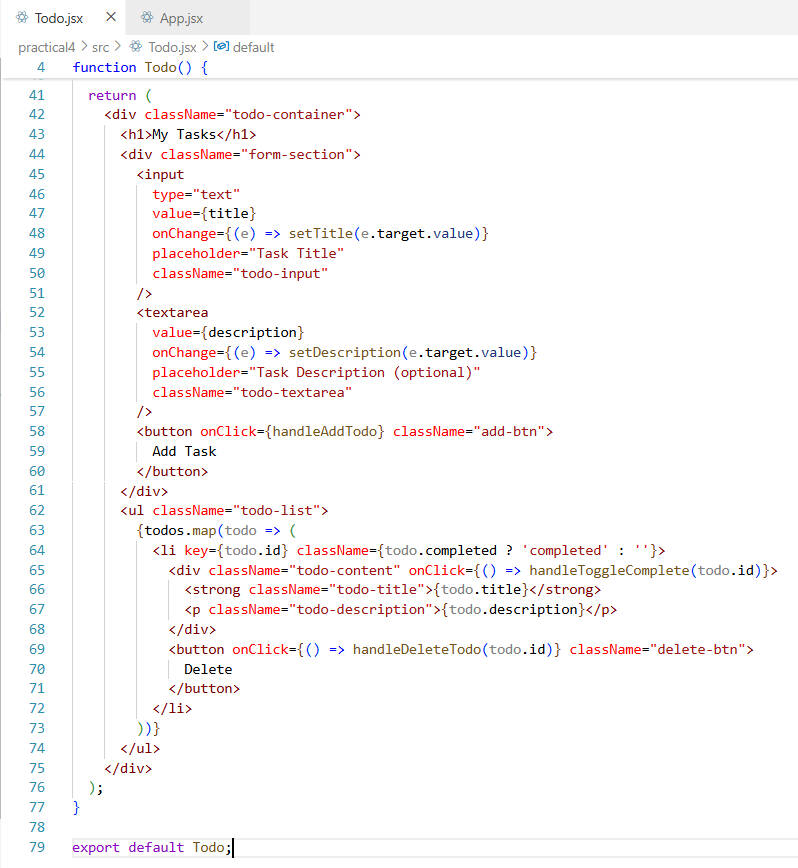 Todo.jsx × App.jsx
practical4 > src > Todo.jsx > default
4 function Todo() {
41 return (
42 <div className="todo-container">
43 <h1>My Tasks</h1>
44 <div className="form-section">
45 <input
46 type="text"
47 value={title}
48 onChange={(e) => setTitle(e.target.value)}
49 placeholder="Task Title"
50 className="todo-input"
51 />
52 <textarea
53 value={description}
54 onChange={(e) => setDescription(e.target.value)}
55 placeholder="Task Description (optional)"
56 className="todo-textarea"
57 />
58 <button onClick={handleAddTodo} className="add-btn">
59 Add Task
60 </button>
61 </div>
62 <ul className="todo-list">
63 {todos.map(todo => (
64 <li key={todo.id} className={todo.completed ? 'completed' : ''}>
65 <div className="todo-content" onClick={() => handleToggleComplete(todo.id)}>
66 <strong className="todo-title">{todo.title}</strong>
67 <p className="todo-description">{todo.description}</p>
68 </div>
69 <button onClick={() => handleDeleteTodo(todo.id)} className="delete-btn">
70 Delete
71 </button>
72 </li>
73 ))}
74 </ul>
75 </div>
76 );
77 }
78
79 export default Todo;